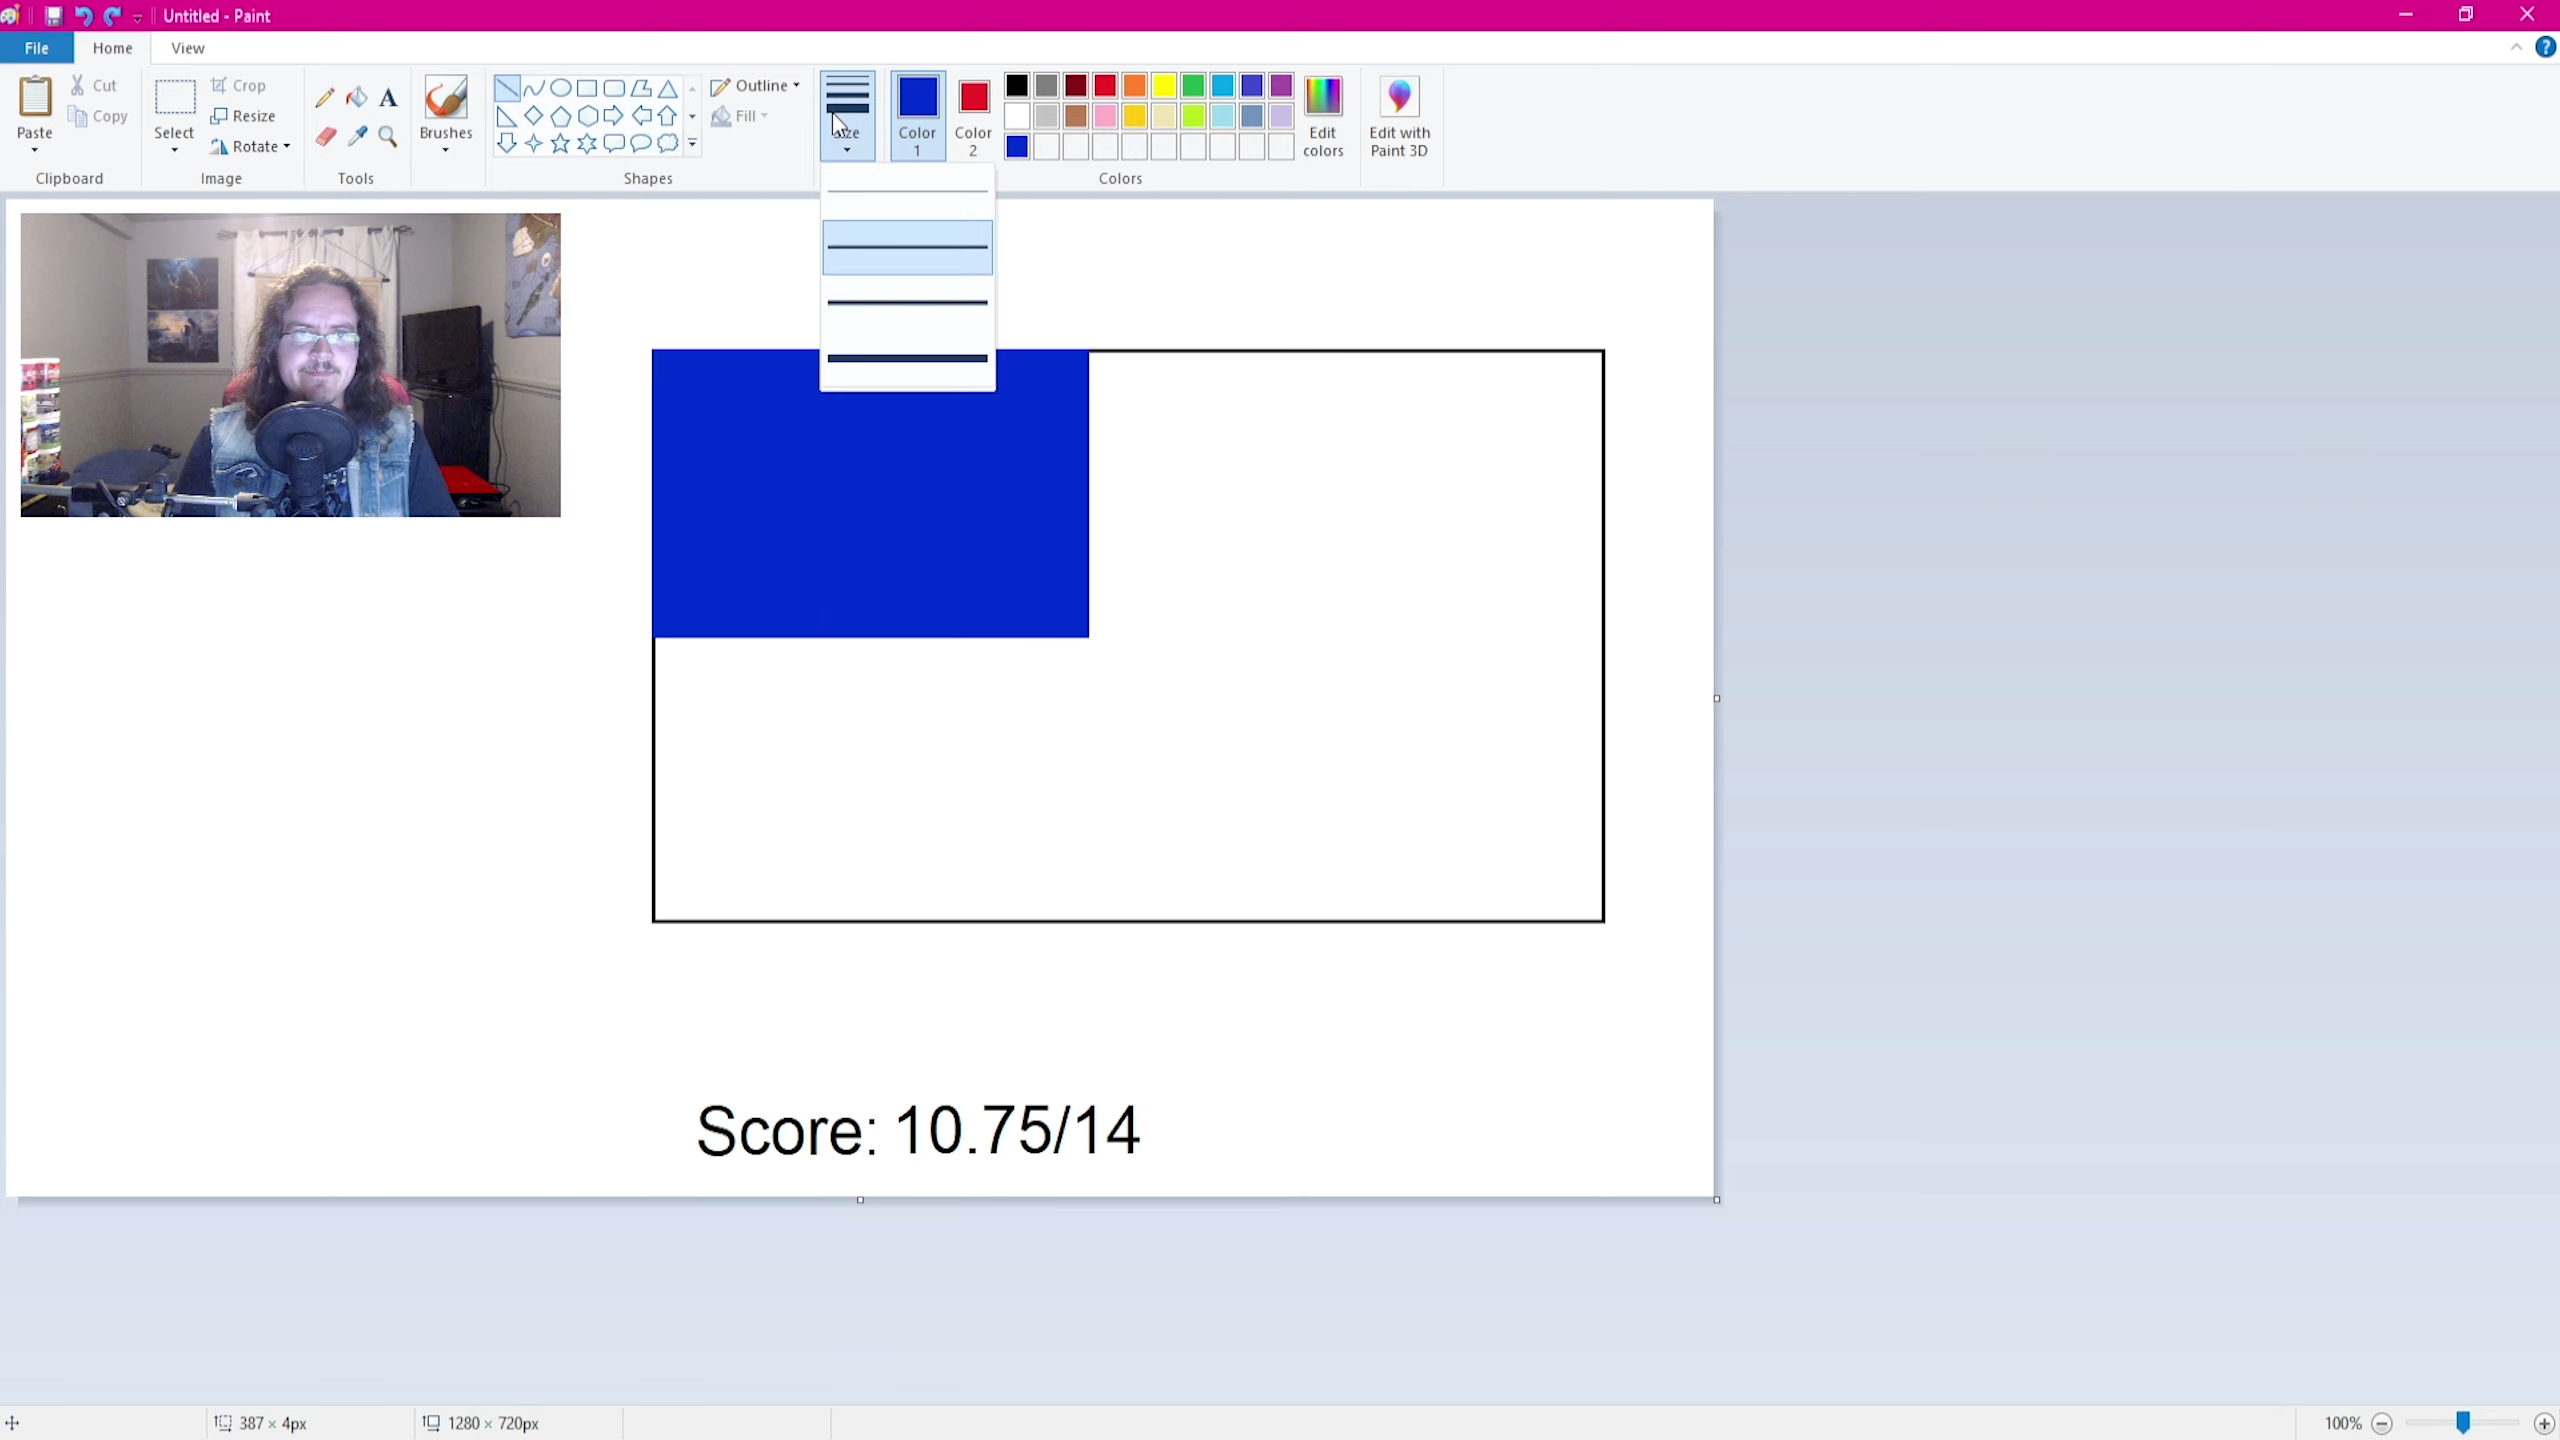 Untitled - Paint
File Home View
Paste
Cut
Copy
Clipboard
Select
Crop
Resize
Rotate
Image
Tools
Brushes
Shapes
Outline
Fill
Color 1
Color 2
Colors
Edit colors
Edit with Paint 3D
Score: 10.75/14
387 × 4px
1280 × 720px
100%